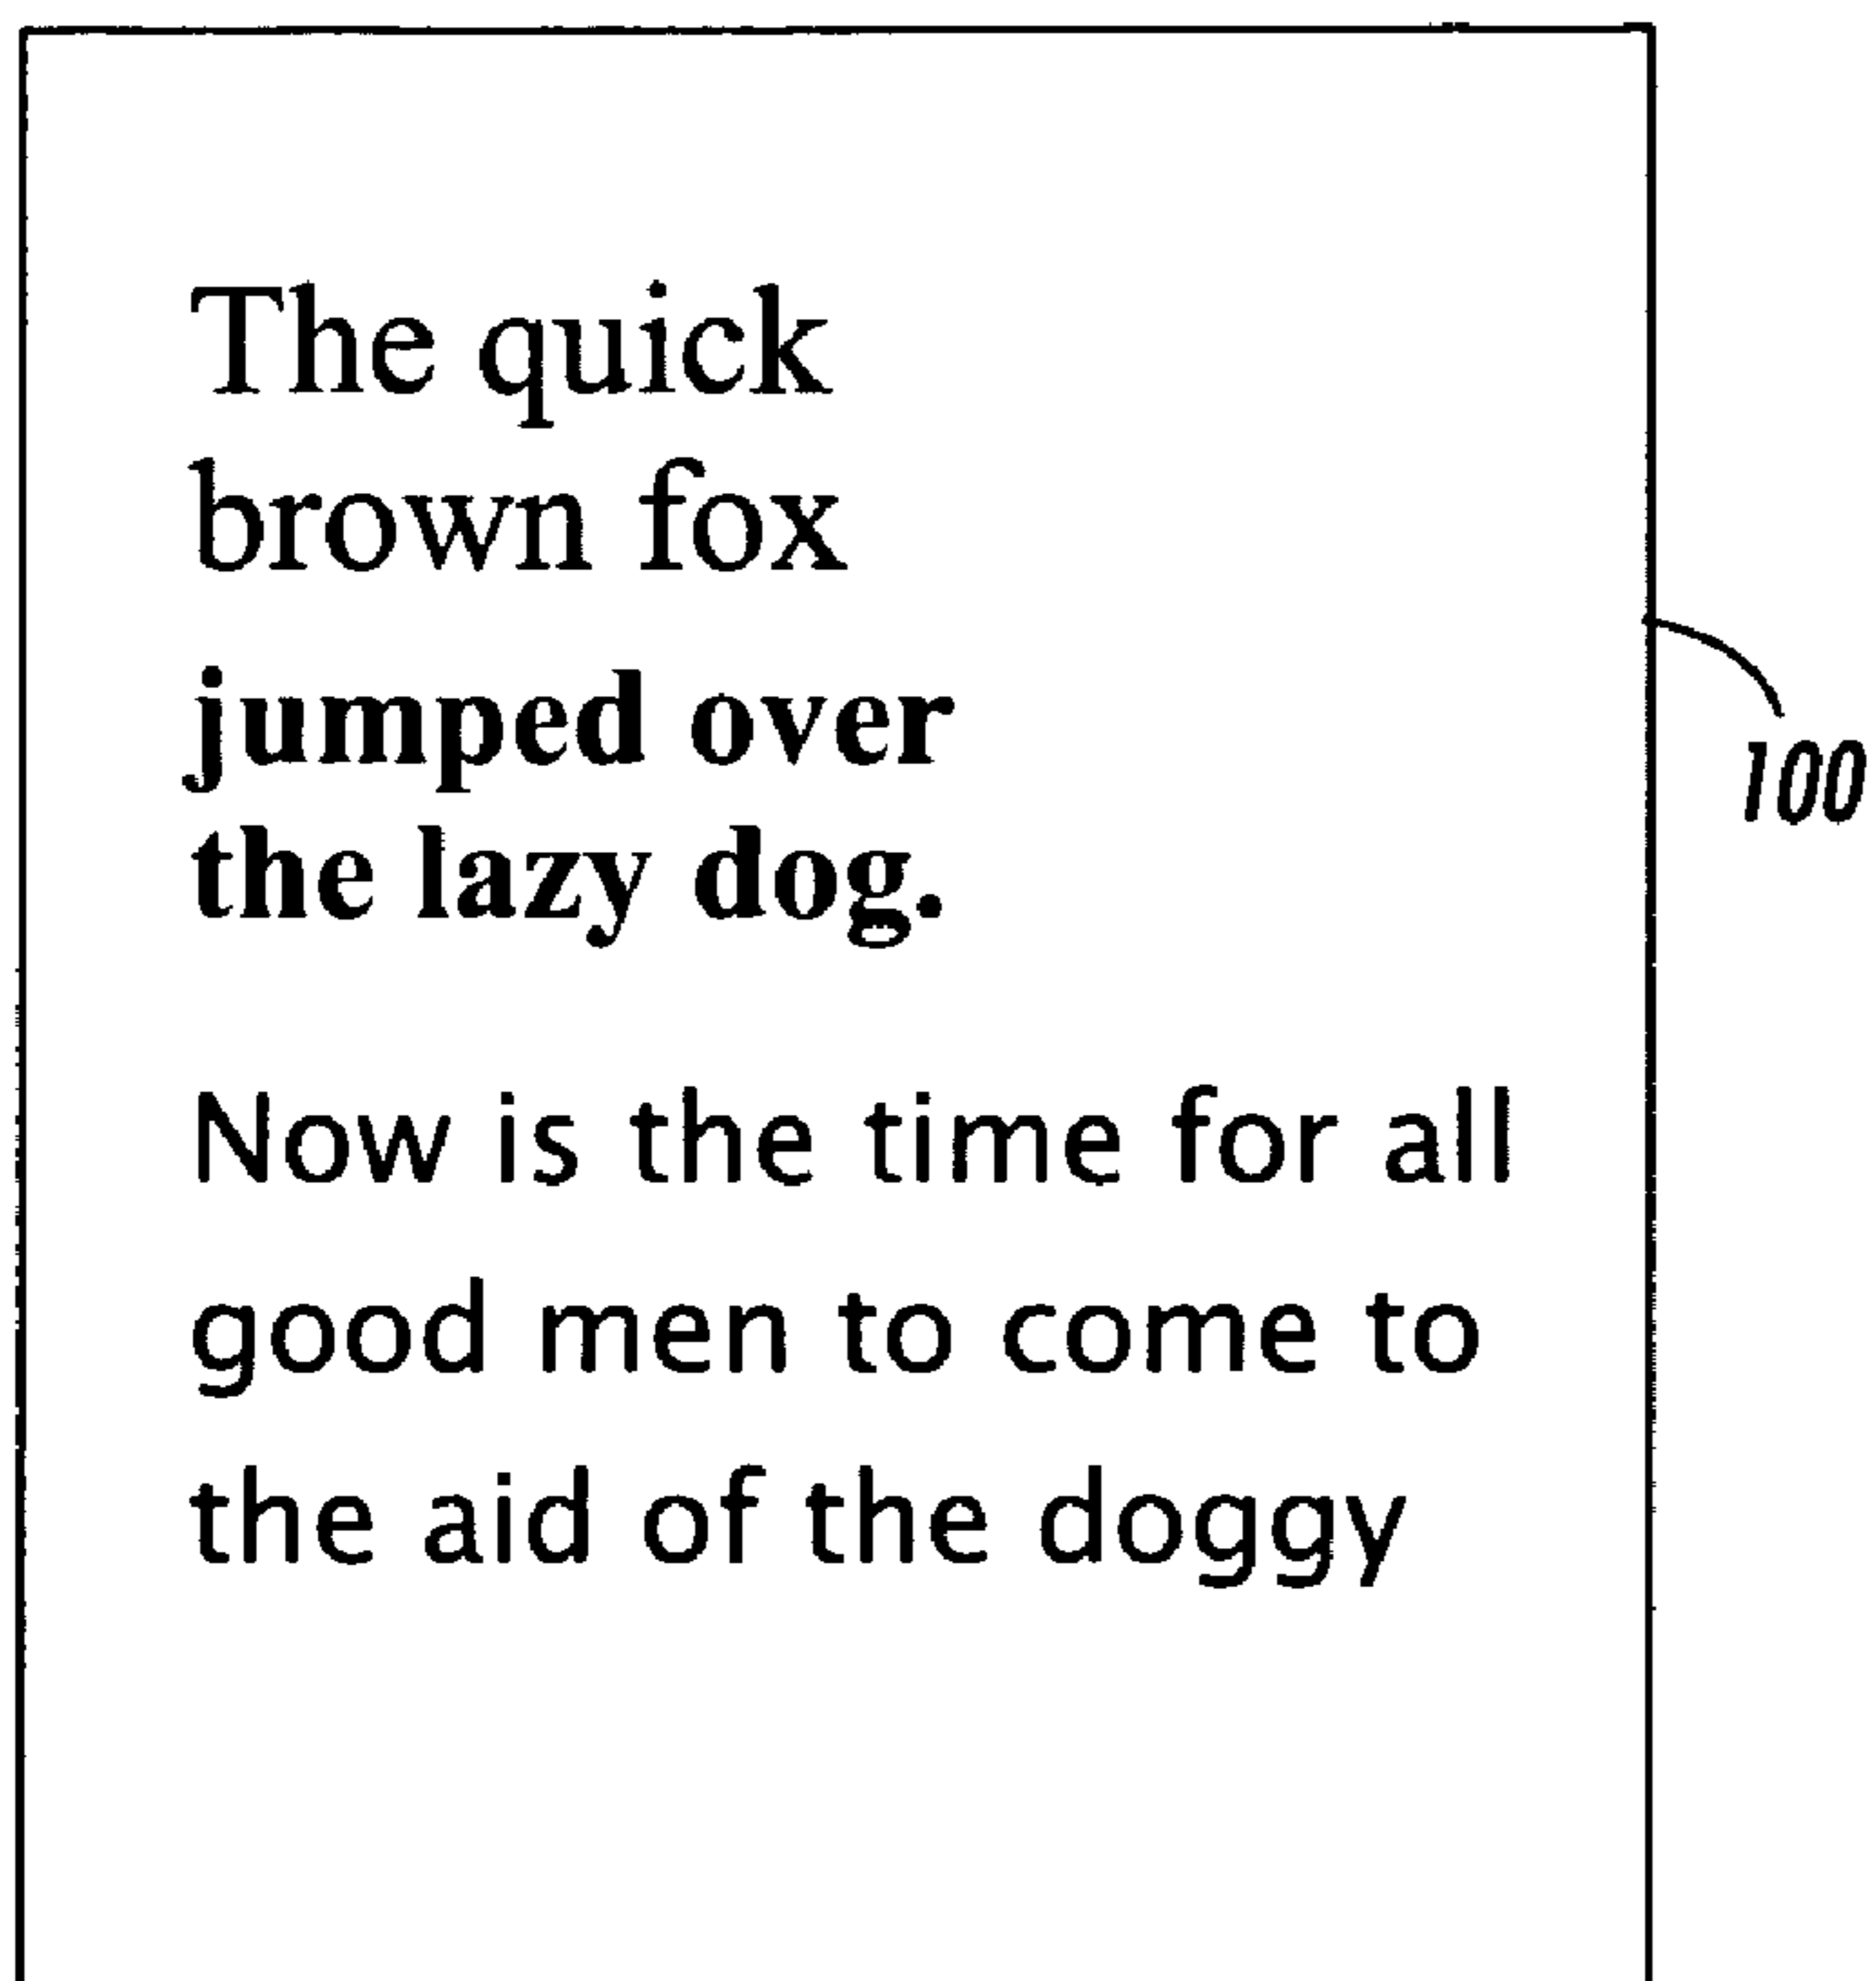 The quick
brown fox
jumped over
the lazy dog.
Now is the time for all
good men to come to
the aid of the doggy
100